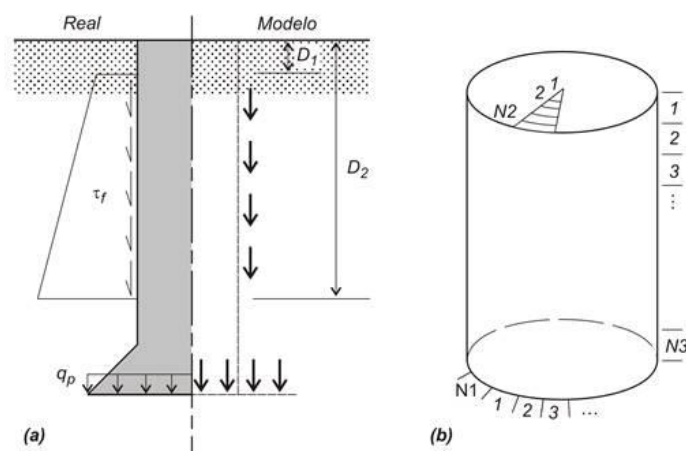 Real
Modelo
D1
D2
τf
qp
(a)
1
2
N2
1
2
3
⋮
N3
N1
1
2
3
...
(b)